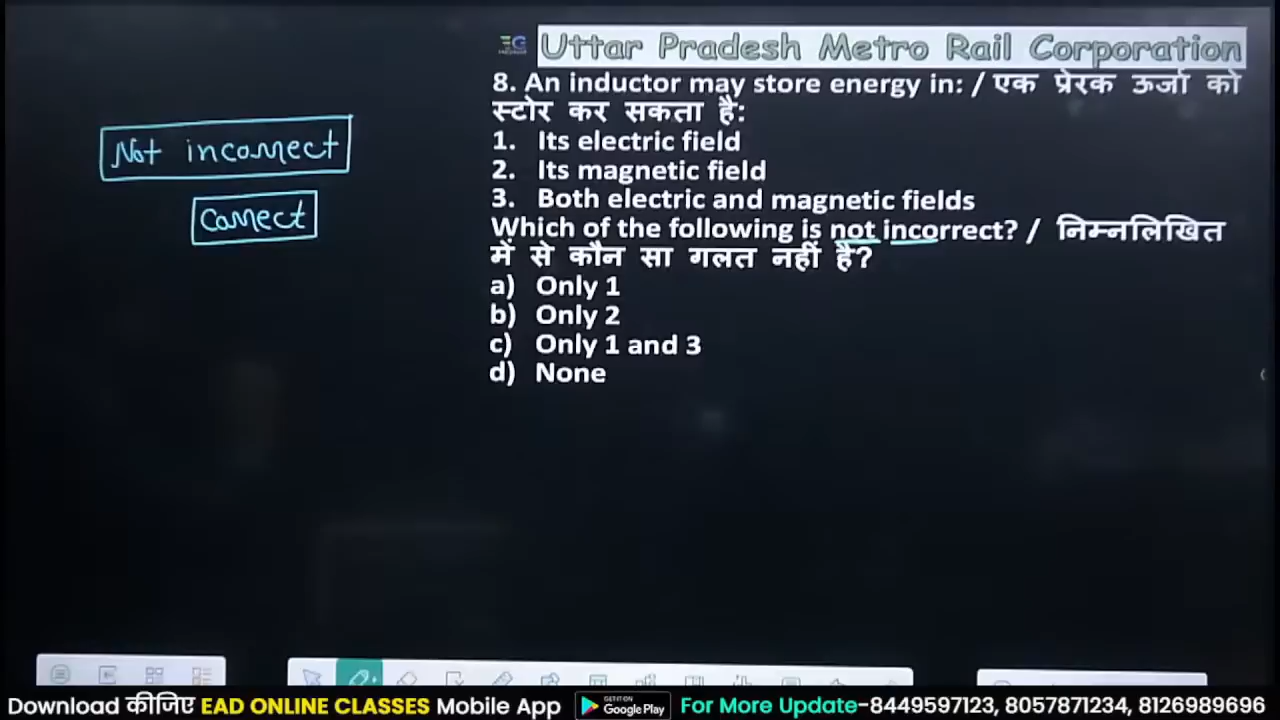 Uttar Pradesh Metro Rail Corporation
8. An inductor may store energy in: / एक प्रेरक ऊर्जा को
स्टोर कर सकता है:
1. Its electric field
2. Its magnetic field
3. Both electric and magnetic fields
Which of the following is not incorrect? / निम्नलिखित
में से कौन सा गलत नहीं है?
a) Only 1
b) Only 2
c) Only 1 and 3
d) None
Not incorrect
Correct
Download कीजिए EAD ONLINE CLASSES Mobile App GET IT ON Google Play For More Update-8449597123, 8057871234, 8126989696